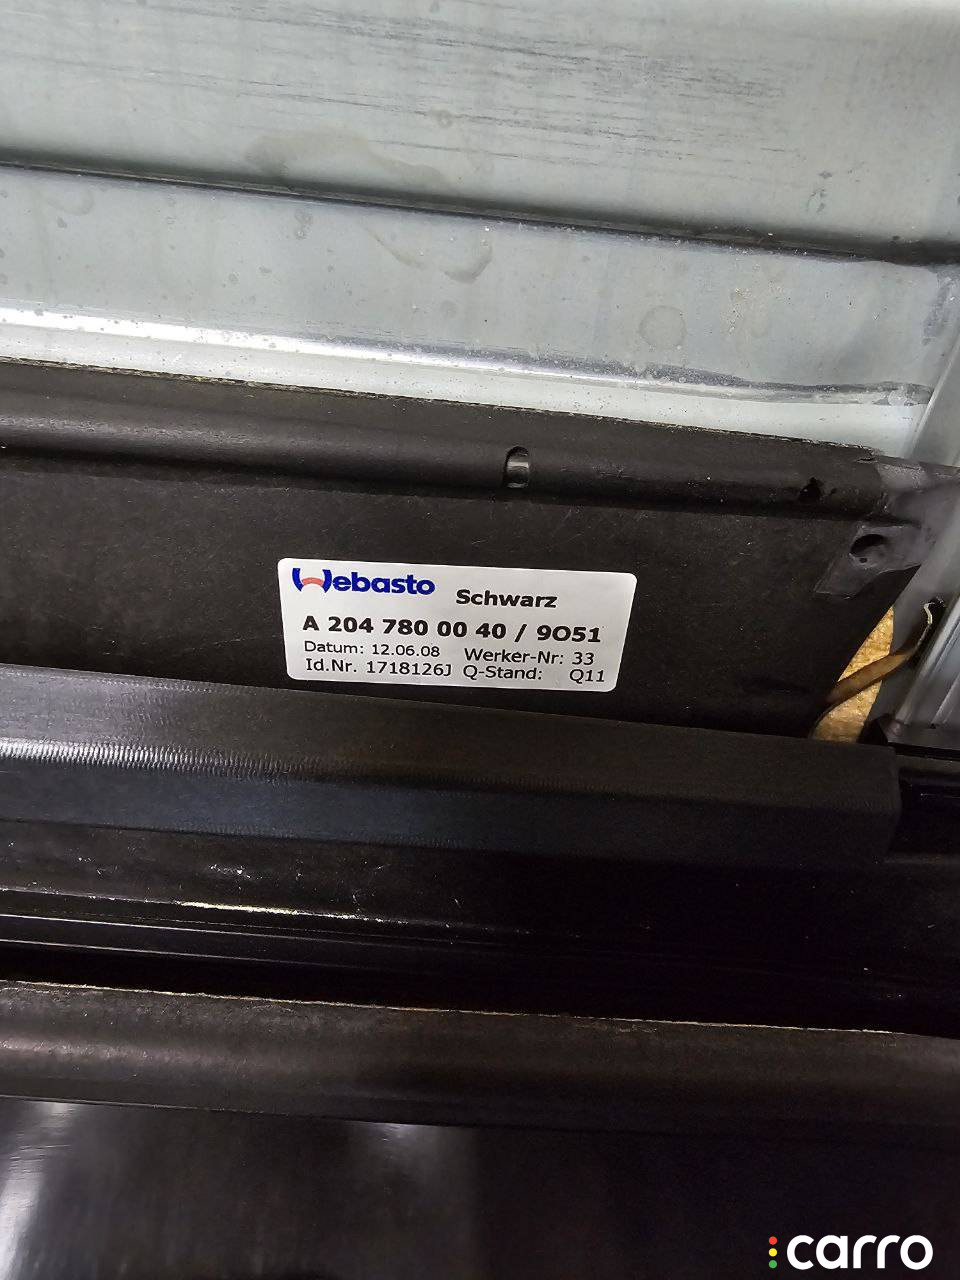 Webasto Schwarz
A 204 780 00 40 / 9O51
Datum: 12.06.08 Werker-Nr: 33
Id.Nr. 1718126J Q-Stand: Q11
carro